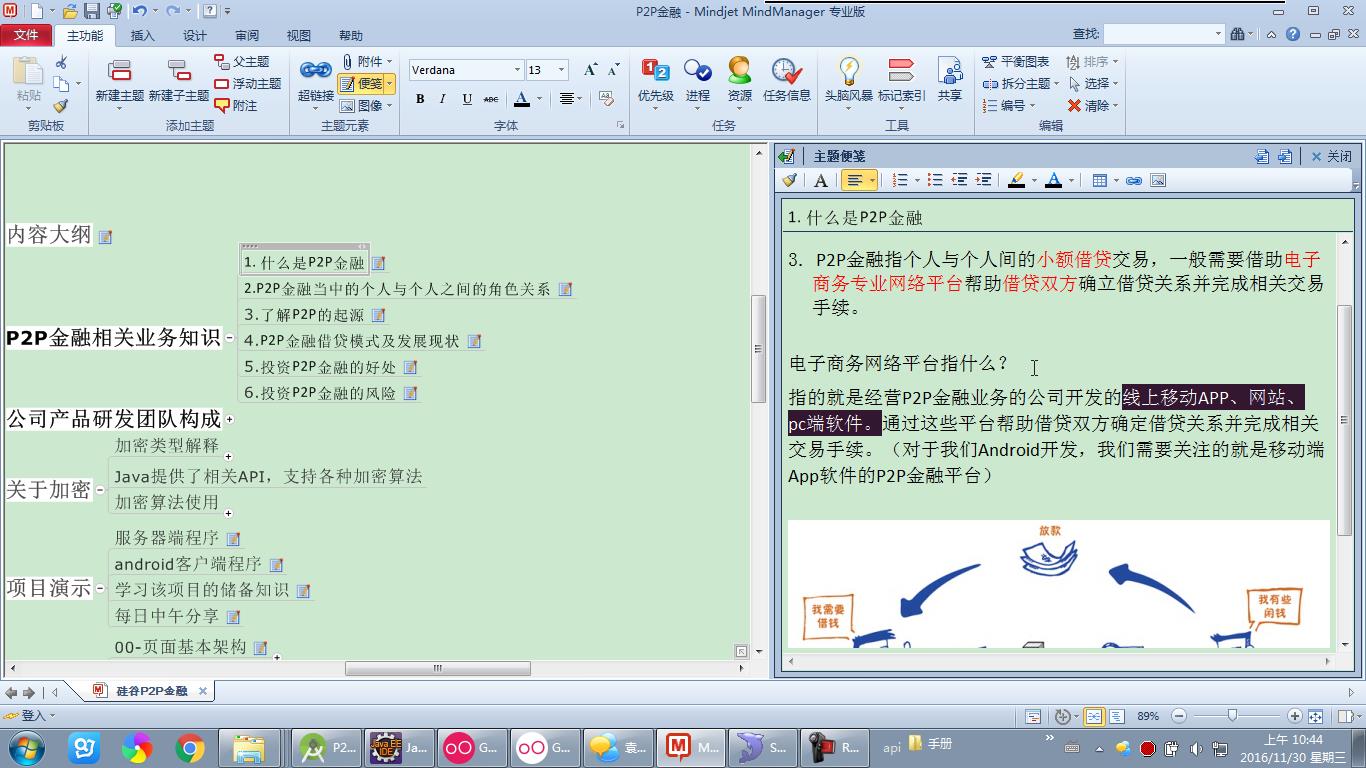 P2P金融 - Mindjet MindManager 专业版
文件 主功能 插入 设计 审阅 视图 帮助 查找:
粘贴
剪贴板
新建主题 新建子主题 父主题 浮动主题 附注
添加主题
超链接 附件 便笺 图像
主题元素
Verdana 13
B I U ABC A
字体
优先级 进程 资源 任务信息
任务
头脑风暴 标记索引 共享
工具
平衡图表 排序 拆分主题 选择 编号 清除
编辑
内容大纲
1. 什么是P2P金融
2.P2P金融当中的个人与个人之间的角色关系
3.了解P2P的起源
P2P金融相关业务知识
4.P2P金融借贷模式及发展现状
5.投资P2P金融的好处
6.投资P2P金融的风险
公司产品研发团队构成
加密类型解释
Java提供了相关API，支持各种加密算法
关于加密
加密算法使用
服务器端程序
android客户端程序
项目演示
学习该项目的储备知识
每日中午分享
00-页面基本架构
主题便笺 关闭
1. 什么是P2P金融
3. P2P金融指个人与个人间的小额借贷交易，一般需要借助电子
商务专业网络平台帮助借贷双方确立借贷关系并完成相关交易
手续。
电子商务网络平台指什么？
指的就是经营P2P金融业务的公司开发的线上移动APP、网站、
pc端软件。通过这些平台帮助借贷双方确定借贷关系并完成相关
交易手续。（对于我们Android开发，我们需要关注的就是移动端
App软件的P2P金融平台）
放款
我需要
借钱
我有些
闲钱
硅谷P2P金融
登入 89%
P2... Ja... G... G... 袁... M... S... R... api 手册
上午 10:44
2016/11/30 星期三